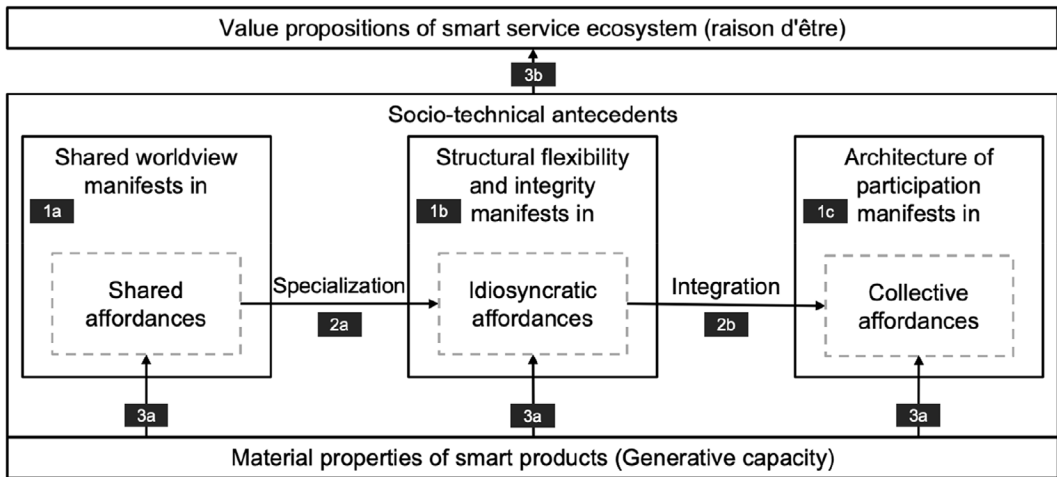 Value propositions of smart service ecosystem (raison d'être)
3b
Socio-technical antecedents
Shared worldview
manifests in
1a
Shared
affordances
Specialization
2a
Structural flexibility
and integrity
manifests in
1b
Idiosyncratic
affordances
Integration
2b
Architecture of
participation
manifests in
1c
Collective
affordances
3a
3a
3a
Material properties of smart products (Generative capacity)